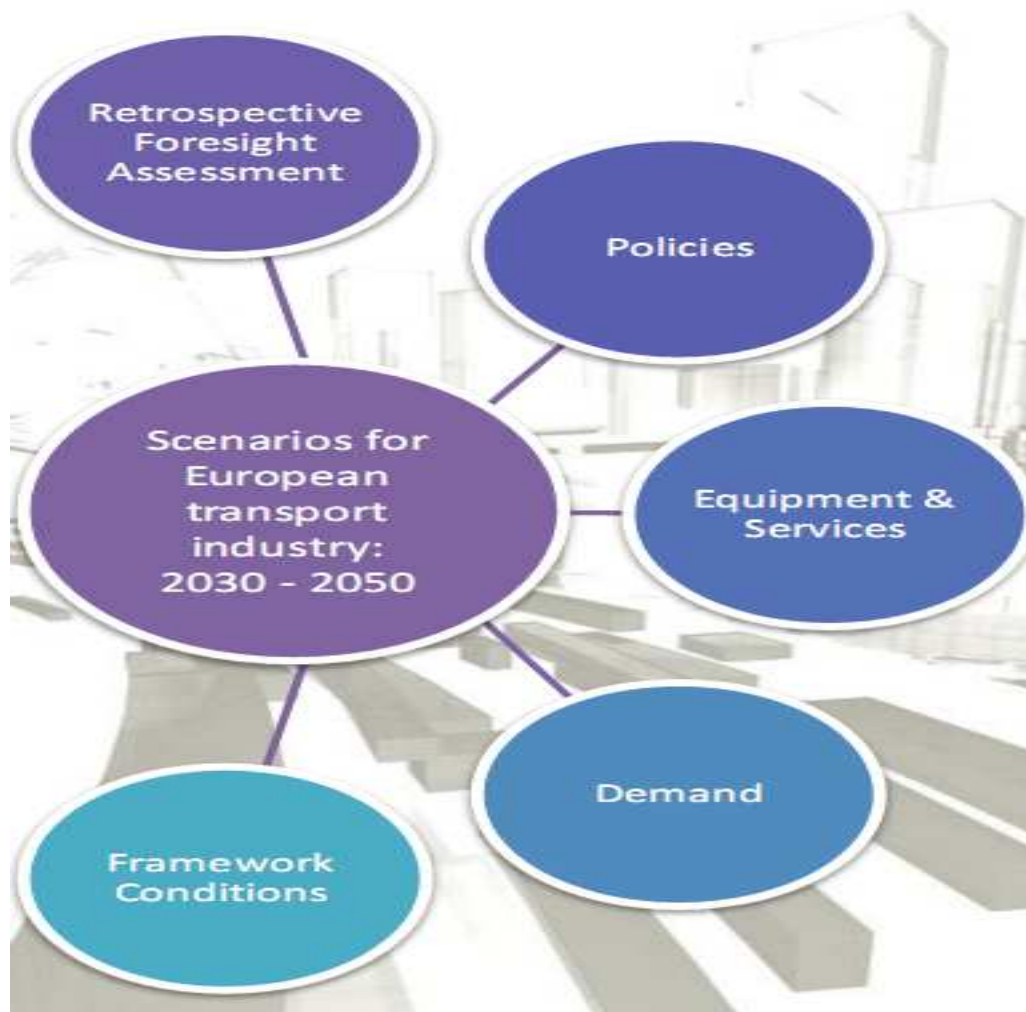 Retrospective
Foresight
Assessment
Policies
Scenarios for
European
transport
industry:
2030 - 2050
Equipment &
Services
Demand
Framework
Conditions